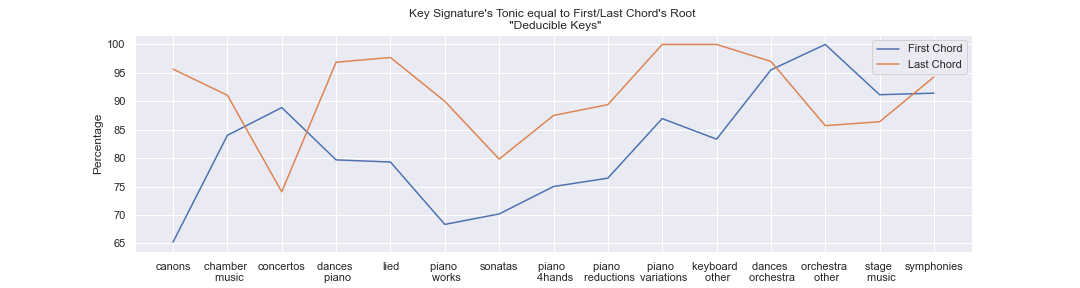 Key Signature's Tonic equal to First/Last Chord's Root
"Deducible Keys"
First Chord
Last Chord
Percentage
100
95
90
85
80
75
70
65
canons
chamber
music
concertos
dances
piano
lied
piano
works
sonatas
piano
4hands
piano
reductions
piano
variations
keyboard
other
dances
orchestra
orchestra
other
stage
music
symphonies